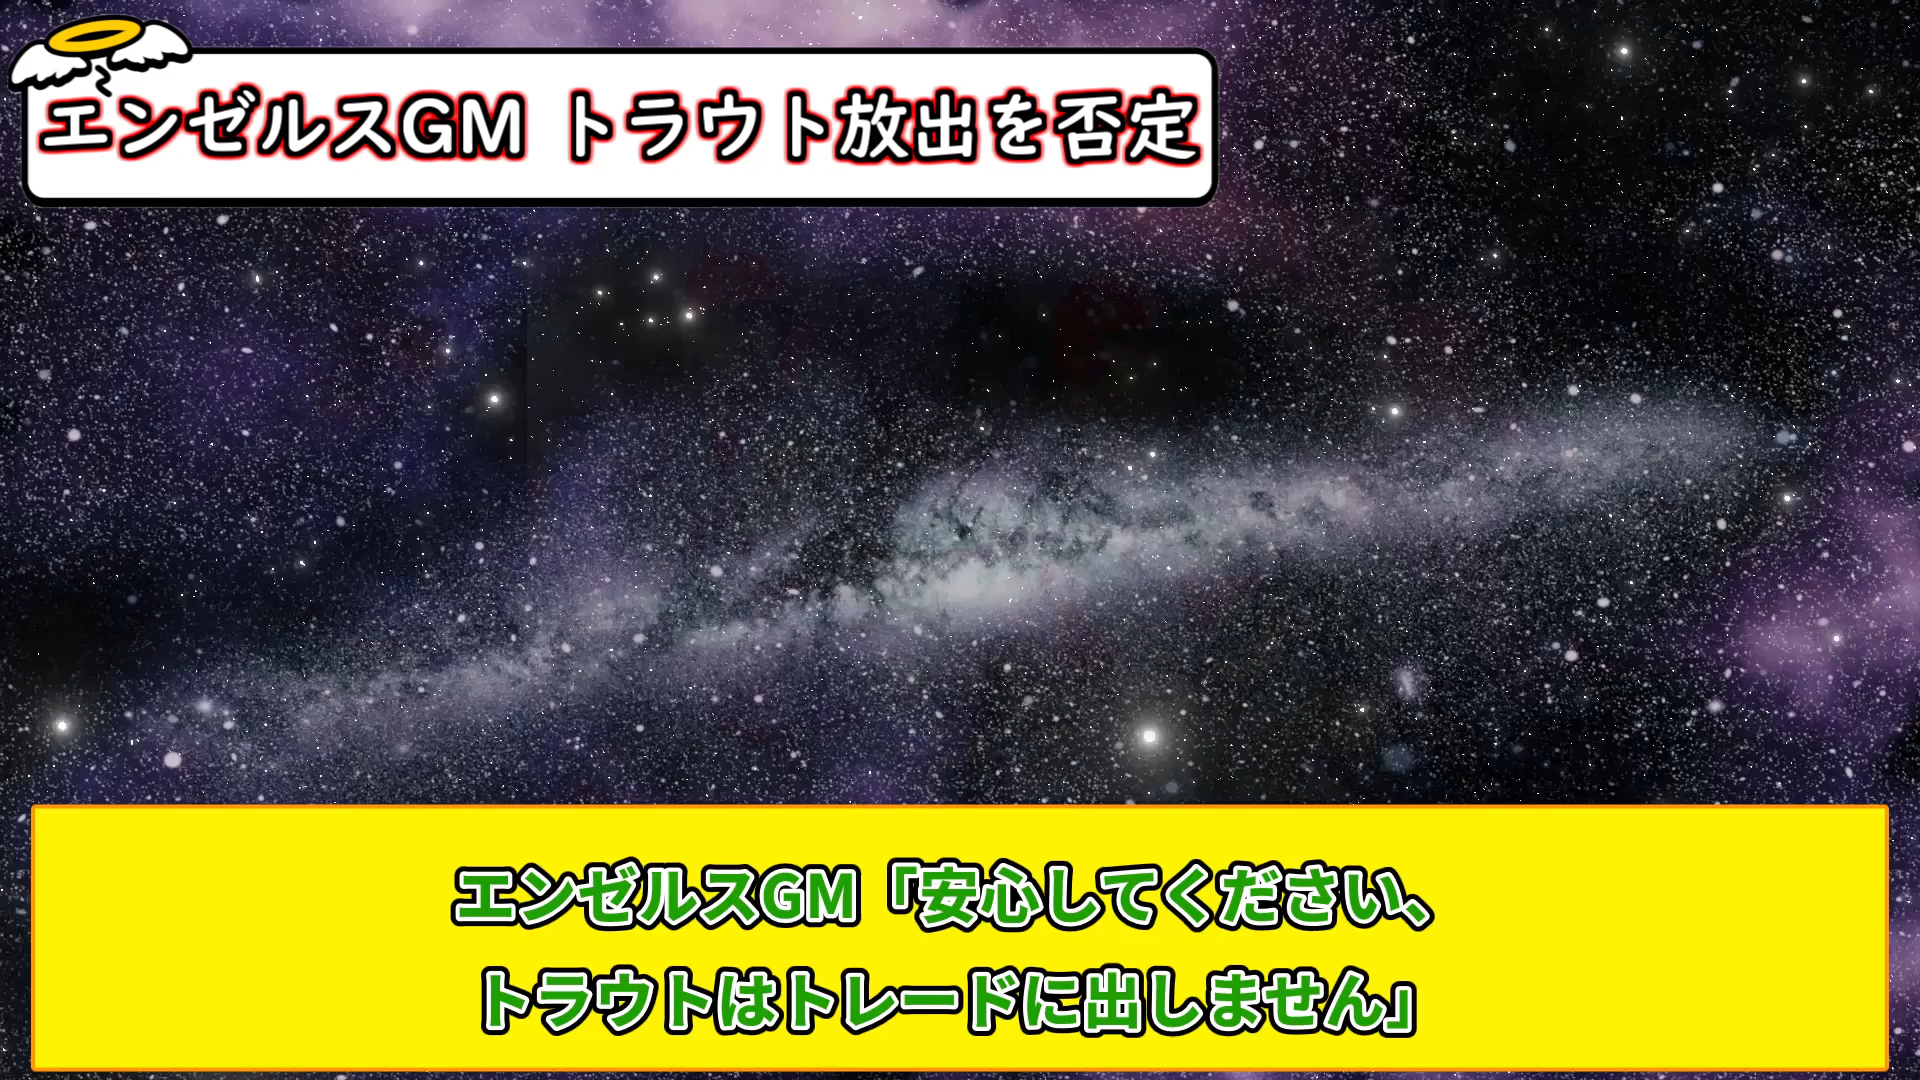 エンゼルスGM トラウト放出を否定
エンゼルスGM「安心してください、
トラウトはトレードに出しません」